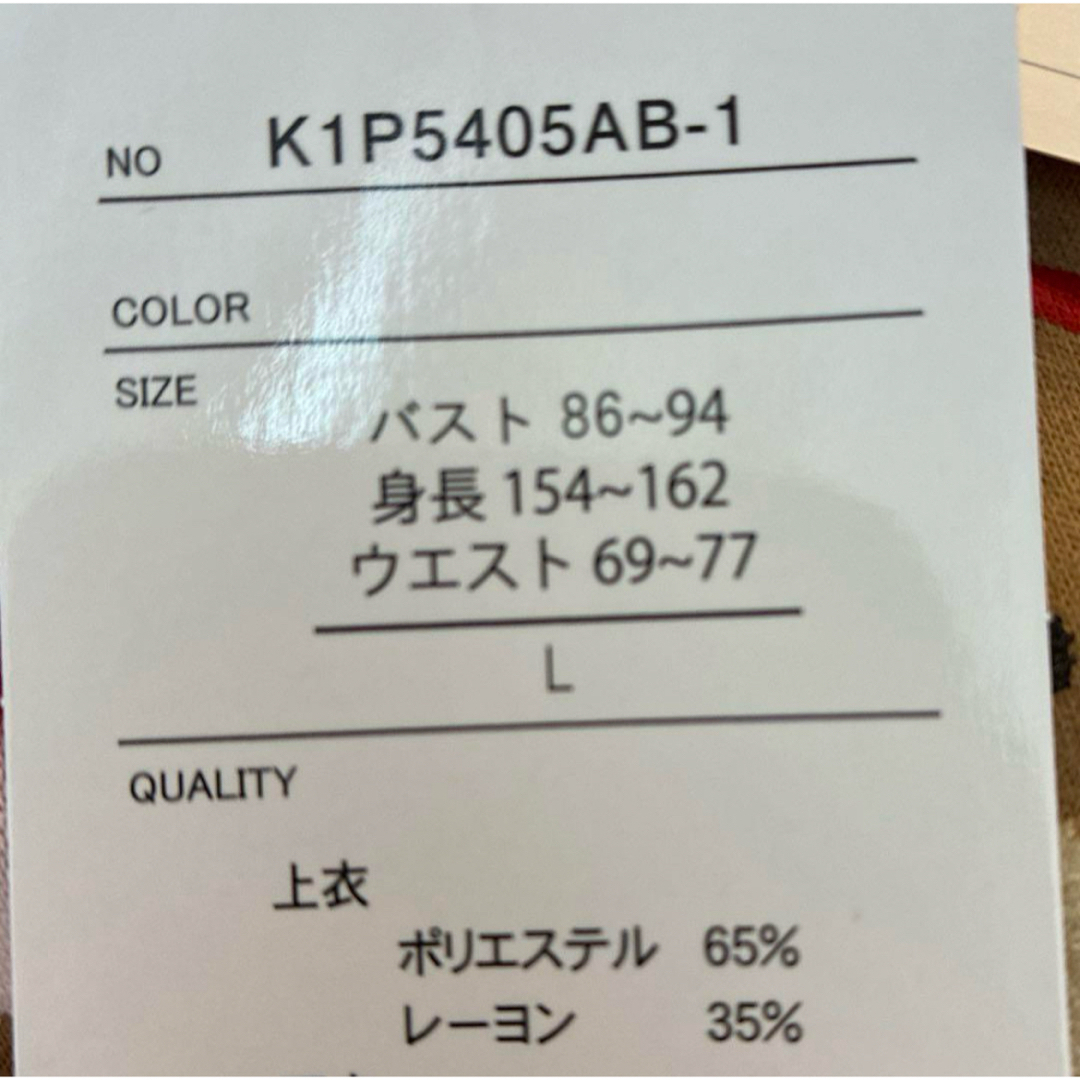 NO K1P5405AB-1
COLOR
SIZE
バスト 86~94
身長 154~162
ウエスト 69~77
L
QUALITY
上衣
ポリエステル 65%
レーヨン 35%